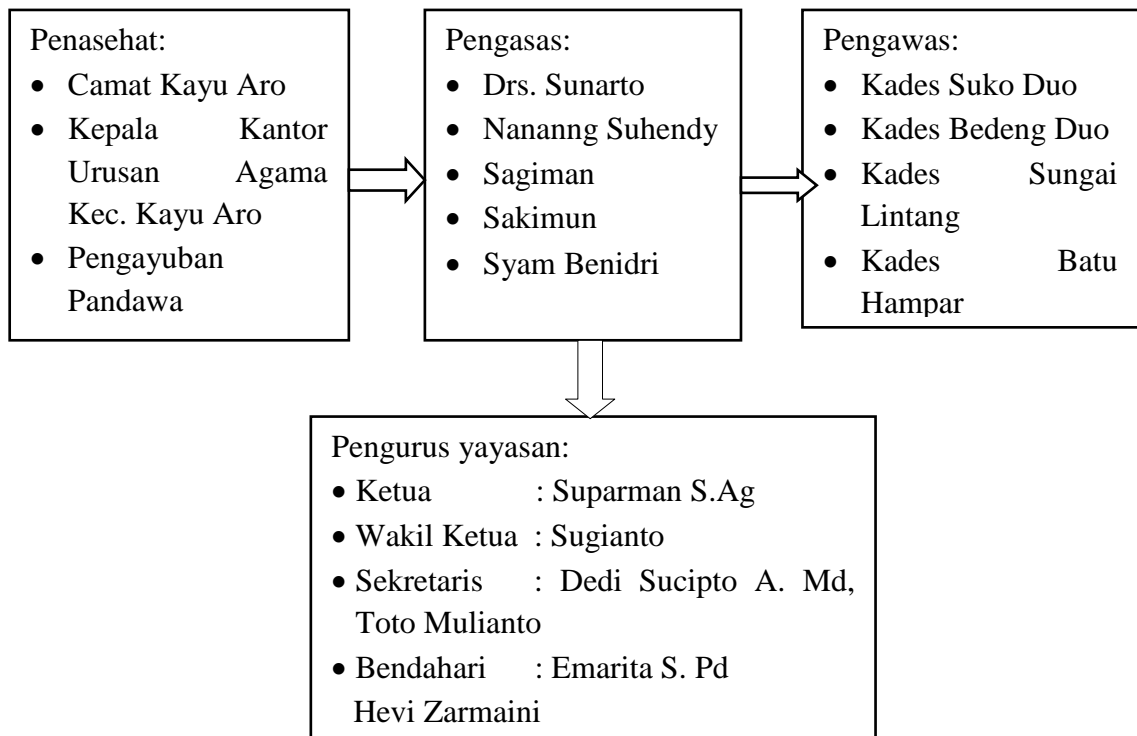 Penasehat:
• Camat Kayu Aro
• Kepala Kantor
Urusan Agama
Kec. Kayu Aro
• Pengayuban
Pandawa
Pengasas:
• Drs. Sunarto
• Nananng Suhendy
• Sagiman
• Sakimun
• Syam Benidri
Pengawas:
• Kades Suko Duo
• Kades Bedeng Duo
• Kades Sungai
Lintang
• Kades Batu
Hampar
Pengurus yayasan:
• Ketua : Suparman S.Ag
• Wakil Ketua : Sugianto
• Sekretaris : Dedi Sucipto A. Md,
Toto Mulianto
• Bendahari : Emarita S. Pd
Hevi Zarmaini